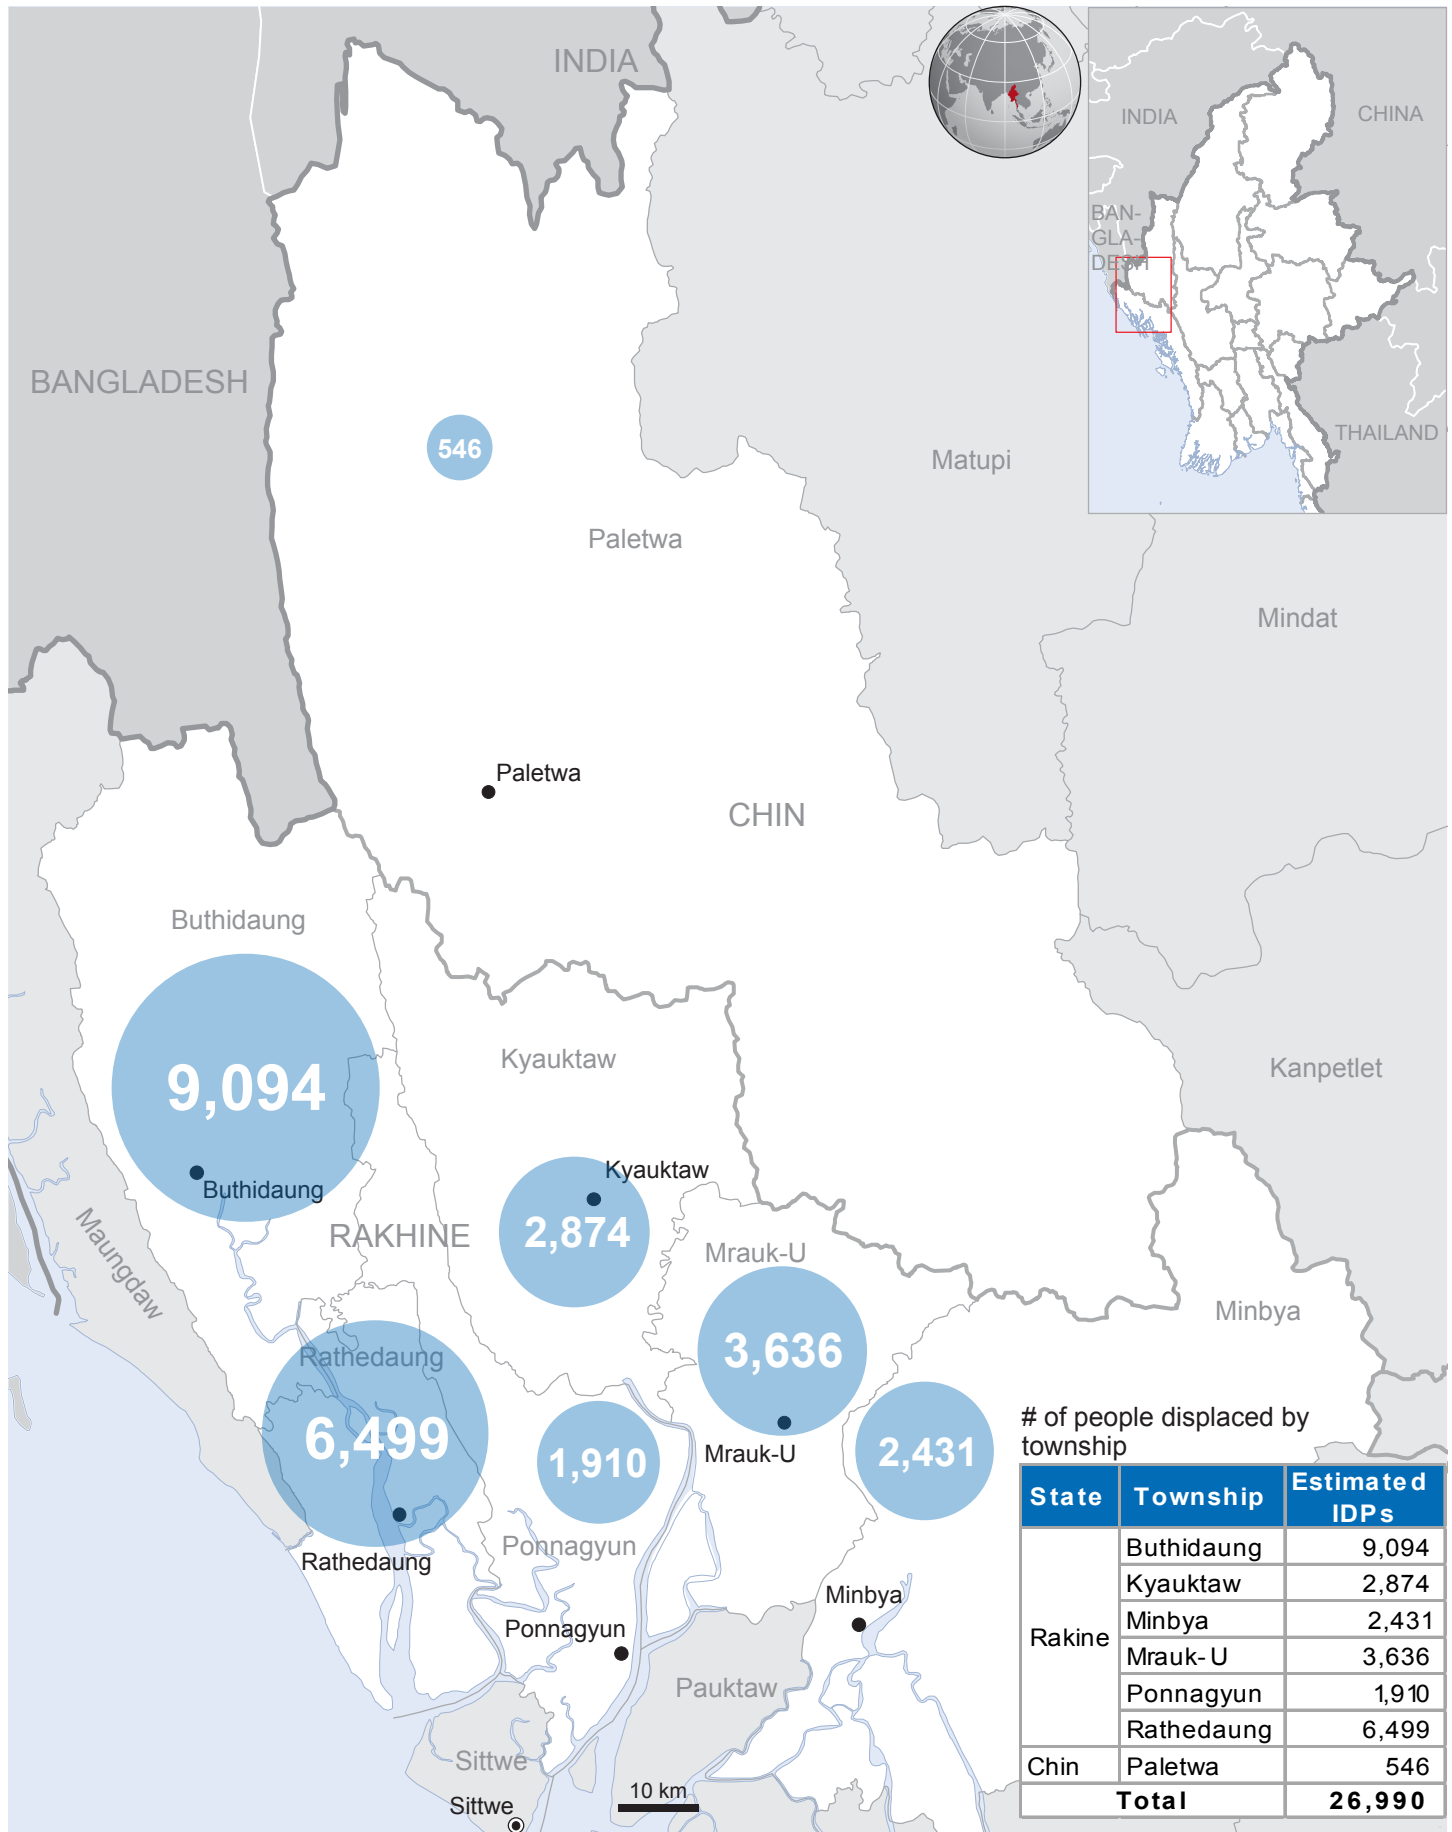 INDIA
INDIA
CHINA
BAN-
GLA-
DESH
THAILAND
BANGLADESH
546
Matupi
Paletwa
Mindat
Paletwa
CHIN
Buthidaung
9,094
Kyauktaw
Kanpetlet
Buthidaung
Kyauktaw
2,874
RAKHINE
Maungdaw
Mrauk-U
Minbya
3,636
Rathedaung
6,499
1,910
Mrauk-U
2,431
Rathedaung
Ponnagyun
Minbya
Ponnagyun
Pauktaw
Sittwe
10 km
Sittwe
# of people displaced by
township
State Township Estimated
IDPs
Rakine
Buthidaung 9,094
Kyauktaw 2,874
Minbya 2,431
Mrauk-U 3,636
Ponnagyun 1,910
Rathedaung 6,499
Chin Paletwa 546
Total 26,990